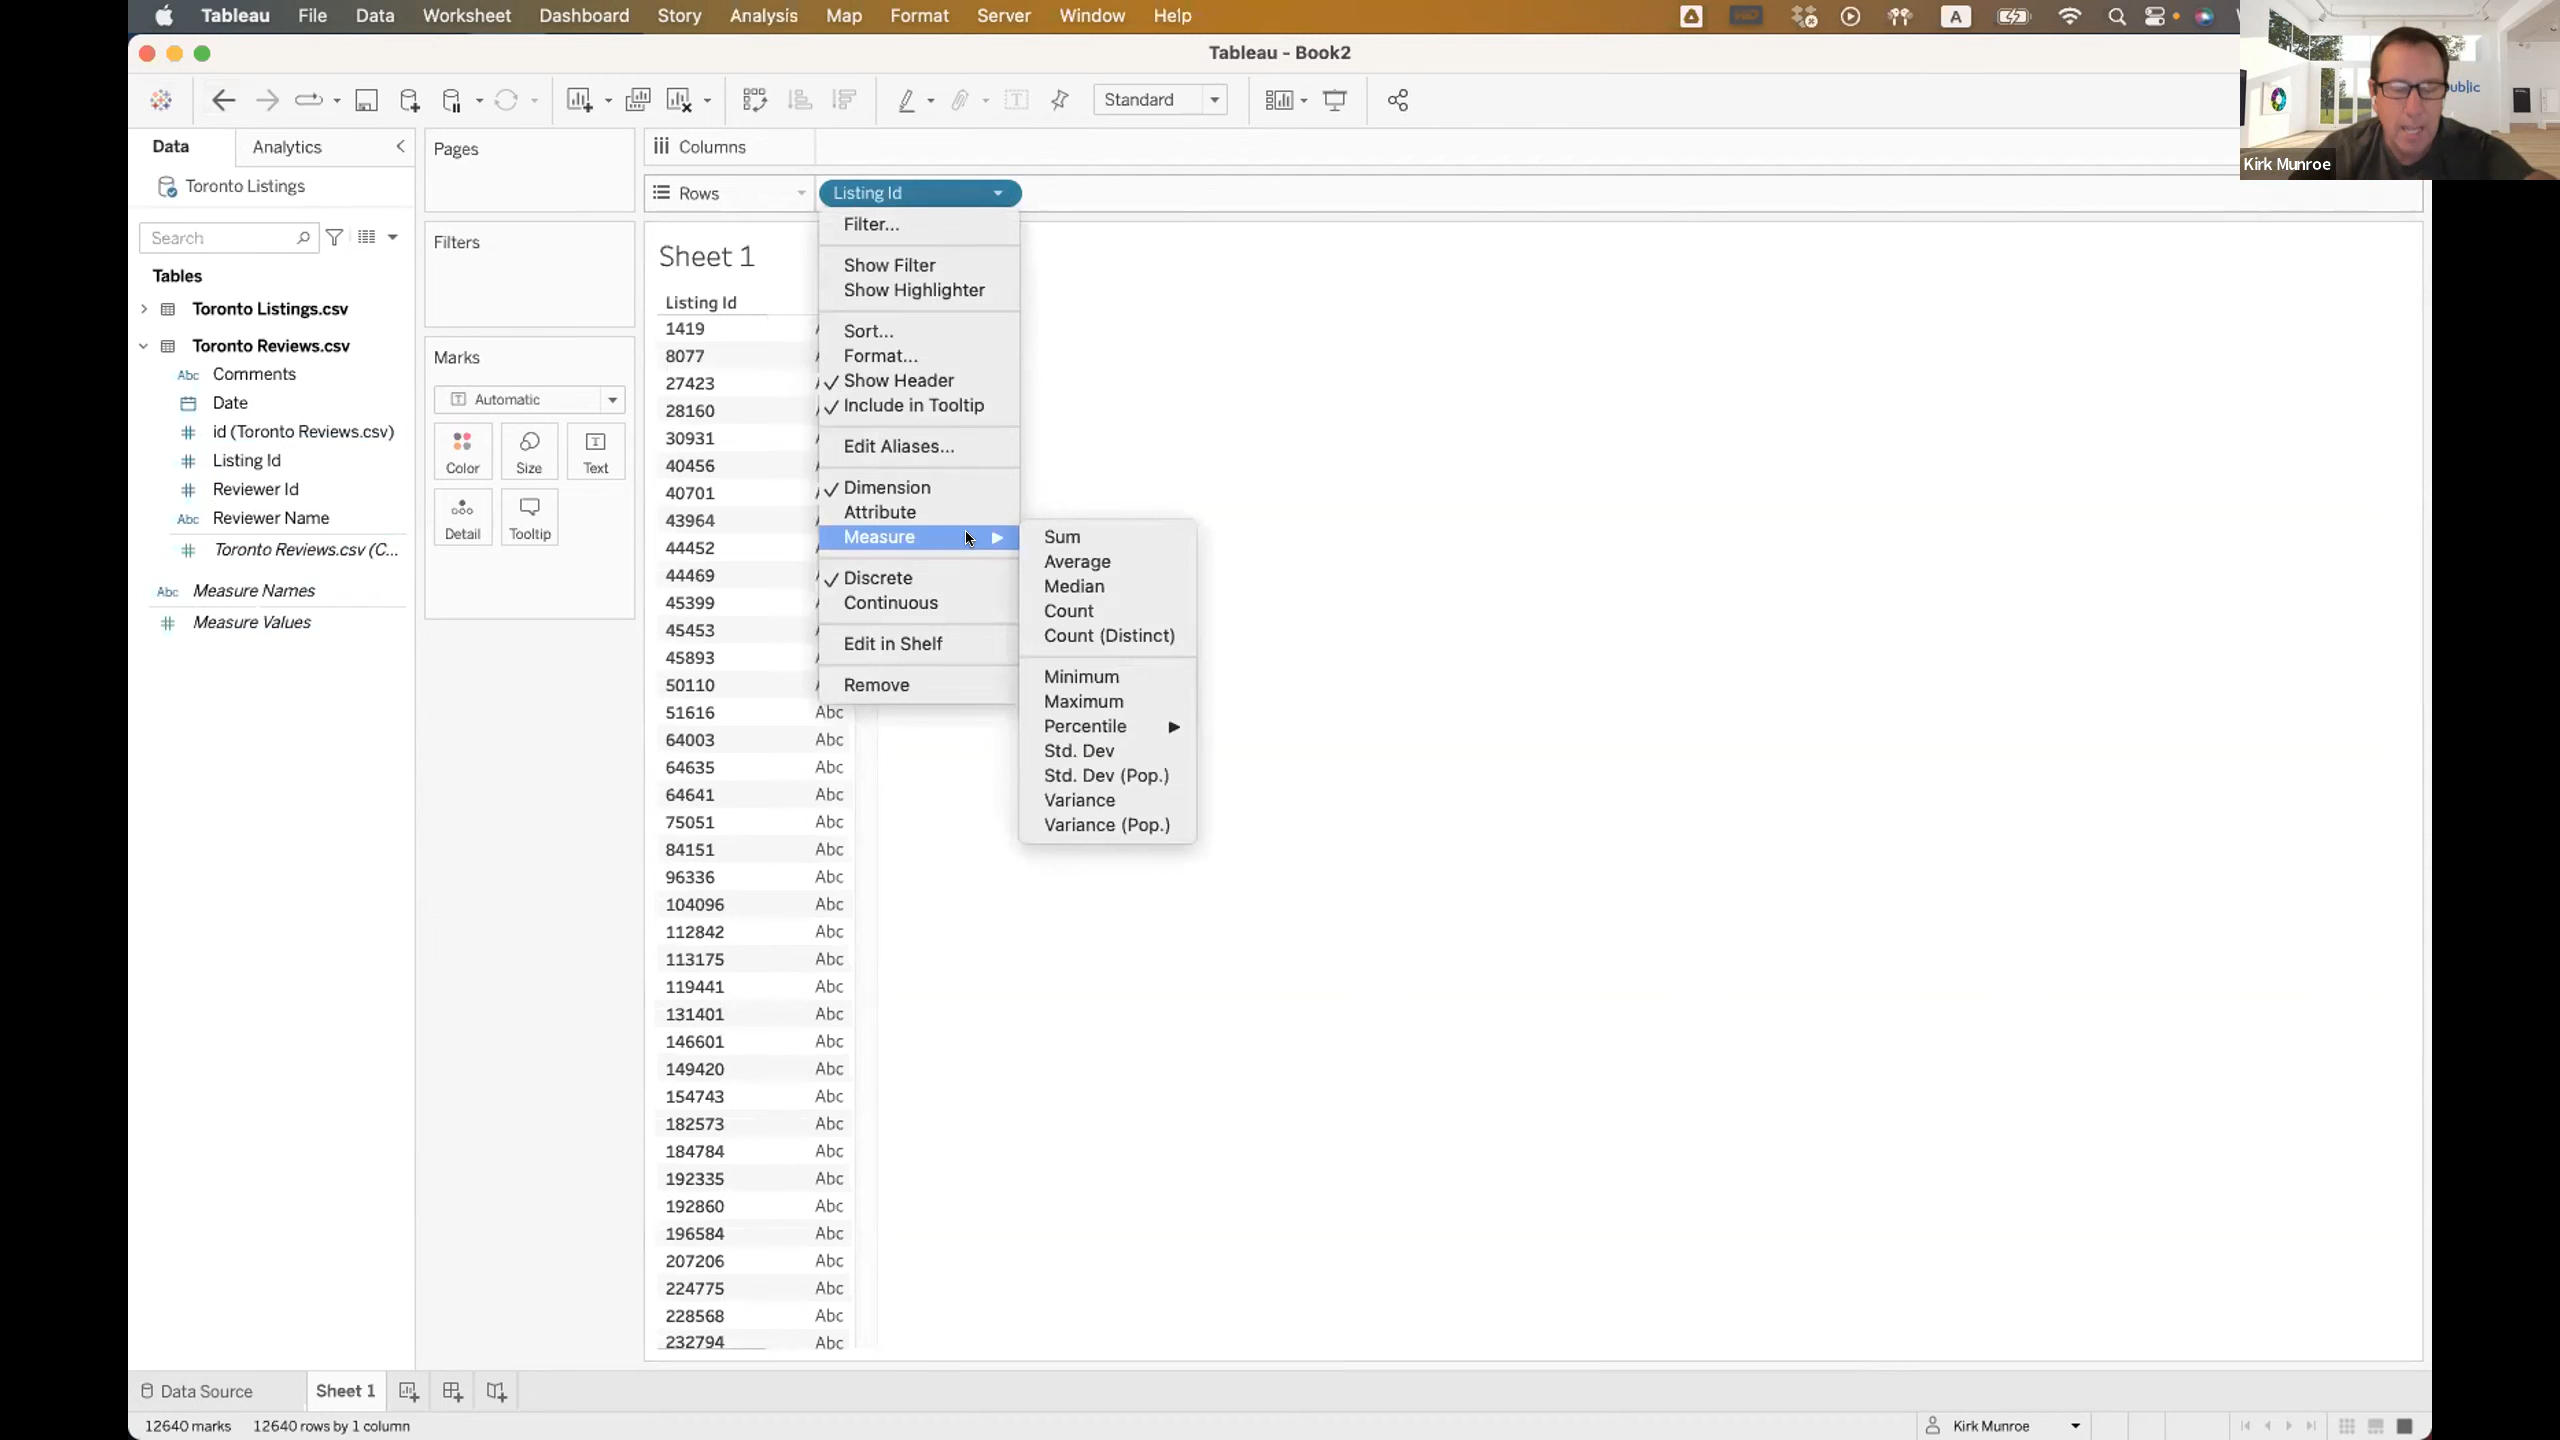 Tableau File Data Worksheet Dashboard Story Analysis Map Format Server Window Help
A
Tableau - Book2
Standard
Data Analytics
Toronto Listings
Search
Tables
Toronto Listings.csv
Toronto Reviews.csv
Abc Comments
Date
# id (Toronto Reviews.csv)
# Listing Id
# Reviewer Id
Abc Reviewer Name
# Toronto Reviews.csv (C...
Abc Measure Names
# Measure Values
Pages
Filters
Marks
Automatic
Color Size Text
Detail Tooltip
Columns
Rows Listing Id
Sheet 1
Listing Id
1419
8077
27423
28160
30931
40456
40701
43964
44452
44469
45399
45453
45893
50110
51616 Abc
64003 Abc
64635 Abc
64641 Abc
75051 Abc
84151 Abc
96336 Abc
104096 Abc
112842 Abc
113175 Abc
119441 Abc
131401 Abc
146601 Abc
149420 Abc
154743 Abc
182573 Abc
184784 Abc
192335 Abc
192860 Abc
196584 Abc
207206 Abc
224775 Abc
228568 Abc
232794 Abc
Filter...
Show Filter
Show Highlighter
Sort...
Format...
Show Header
Include in Tooltip
Edit Aliases...
Dimension
Attribute
Measure
Discrete
Continuous
Edit in Shelf
Remove
Sum
Average
Median
Count
Count (Distinct)
Minimum
Maximum
Percentile
Std. Dev
Std. Dev (Pop.)
Variance
Variance (Pop.)
Kirk Munroe
Data Source Sheet 1
12640 marks 12640 rows by 1 column
Kirk Munroe